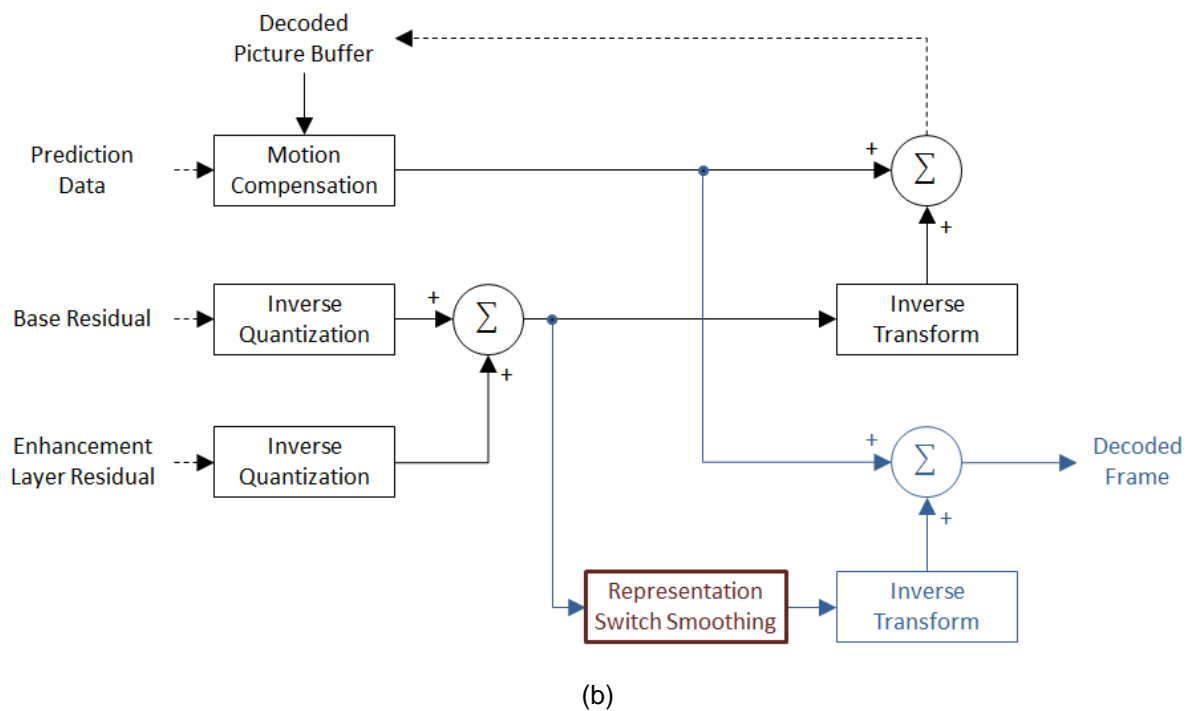 Decoded
Picture Buffer
Prediction
Data
Motion
Compensation
+
∑
+
Base Residual
Inverse
Quantization
+
∑
+
Inverse
Transform
Enhancement
Layer Residual
Inverse
Quantization
+
∑
+
Decoded
Frame
Representation
Switch Smoothing
Inverse
Transform
(b)